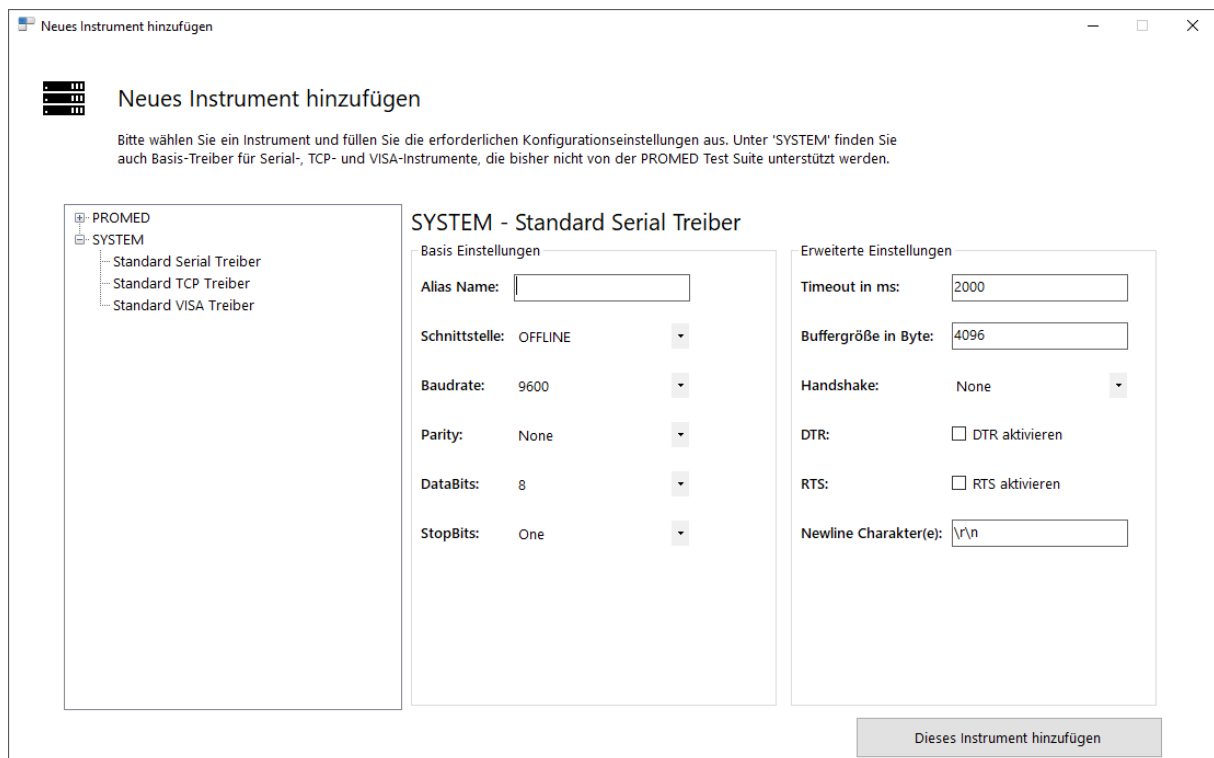 Neues Instrument hinzufügen
Neues Instrument hinzufügen
Bitte wählen Sie ein Instrument und füllen Sie die erforderlichen Konfigurationseinstellungen aus. Unter 'SYSTEM' finden Sie
auch Basis-Treiber für Serial-, TCP- und VISA-Instrumente, die bisher nicht von der PROMED Test Suite unterstützt werden.
PROMED
SYSTEM
Standard Serial Treiber
Standard TCP Treiber
Standard VISA Treiber
SYSTEM - Standard Serial Treiber
Basis Einstellungen
Alias Name:
Schnittstelle: OFFLINE
Baudrate: 9600
Parity: None
DataBits: 8
StopBits: One
Erweiterte Einstellungen
Timeout in ms: 2000
Buffergröße in Byte: 4096
Handshake: None
DTR: DTR aktivieren
RTS: RTS aktivieren
Newline Charakter(e): \r\n
Dieses Instrument hinzufügen